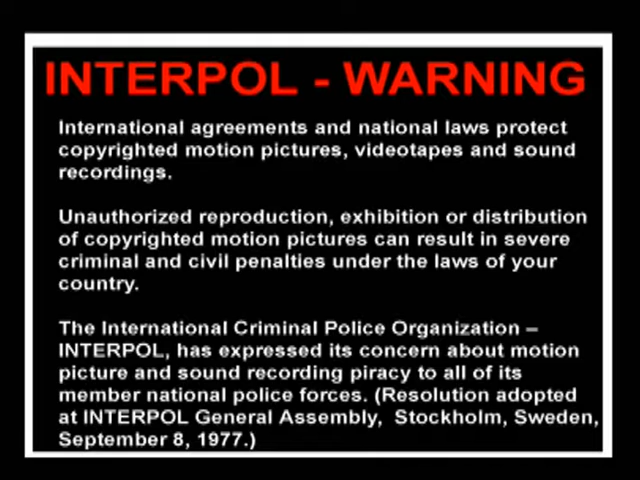 INTERPOL - WARNING
International agreements and national laws protect
copyrighted motion pictures, videotapes and sound
recordings.
Unauthorized reproduction, exhibition or distribution
of copyrighted motion pictures can result in severe
criminal and civil penalties under the laws of your
country.
The International Criminal Police Organization –
INTERPOL, has expressed its concern about motion
picture and sound recording piracy to all of its
member national police forces. (Resolution adopted
at INTERPOL General Assembly,  Stockholm, Sweden,
September 8, 1977.)